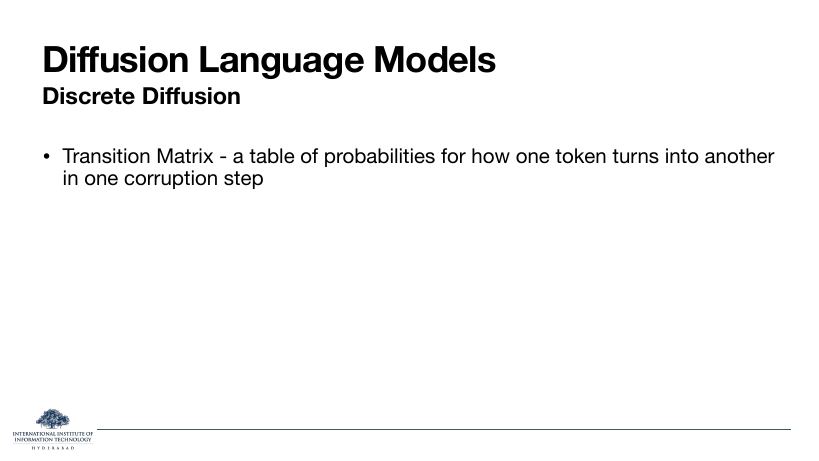 Diffusion Language Models
Discrete Diffusion
• Transition Matrix - a table of probabilities for how one token turns into another
in one corruption step
INTERNATIONAL INSTITUTE OF
INFORMATION TECHNOLOGY
HYDERABAD